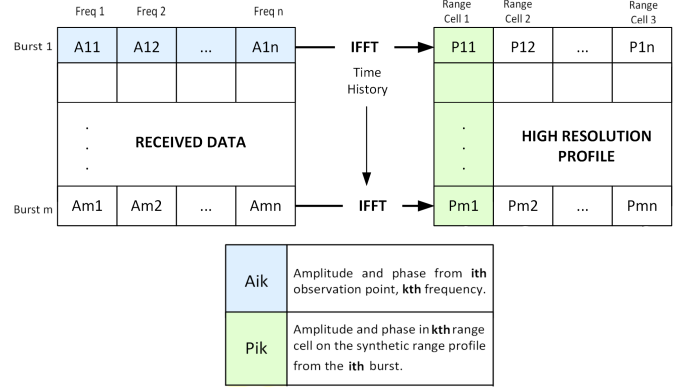 Freq 1 Freq 2 Freq n
Range Cell 1 Range Cell 2 Range Cell 3
Burst 1 A11 A12 ... A1n IFFT P11 P12 ... P1n
Time
History
.
.
.
RECEIVED DATA
.
.
.
HIGH RESOLUTION
PROFILE
Burst m Am1 Am2 ... Amn IFFT Pm1 Pm2 ... Pmn
Aik
Amplitude and phase from ith
observation point, kth frequency.
Pik
Amplitude and phase in kth range
cell on the synthetic range profile
from the ith burst.